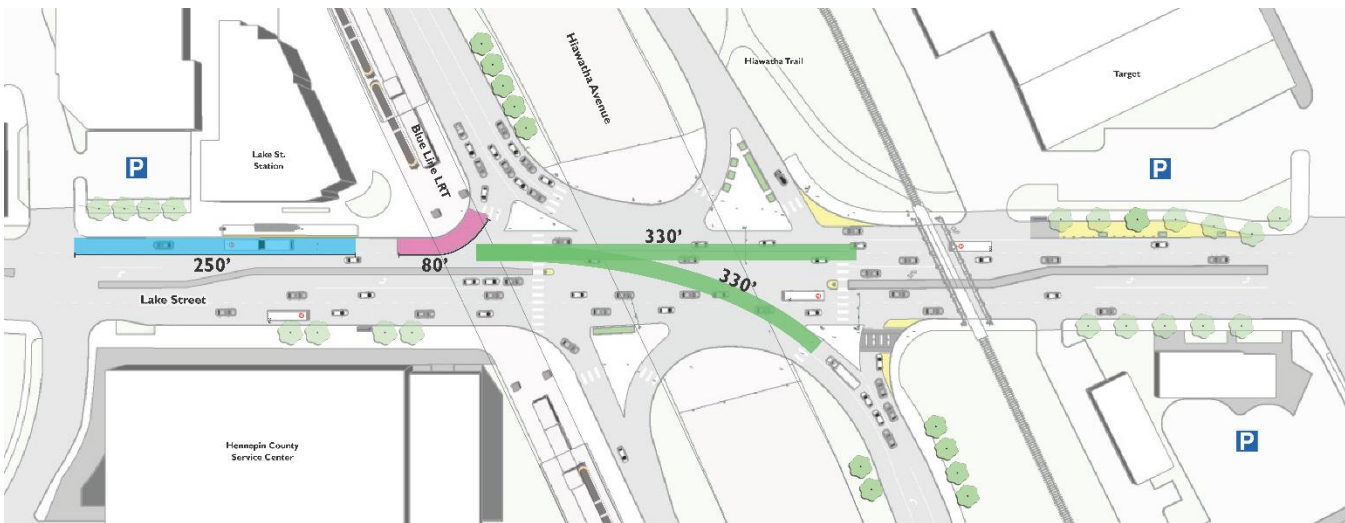 Hiawatha Avenue
Hiawatha Trail
Target
P
Lake St.
Station
Blue Line LRT
P
330'
250'
80'
330'
Lake Street
Hennepin County
Service Center
P